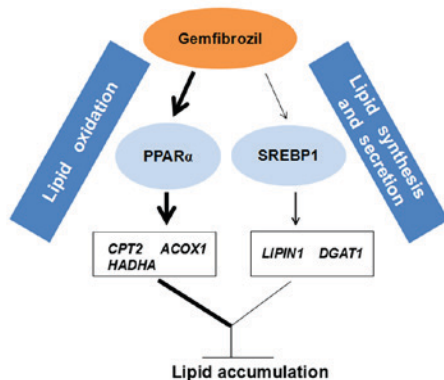 Gemfibrozil
Lipid oxidation
Lipid synthesis
and secretion
PPARα
SREBP1
CPT2 ACOX1
HADHA
LIPIN1 DGAT1
Lipid accumulation